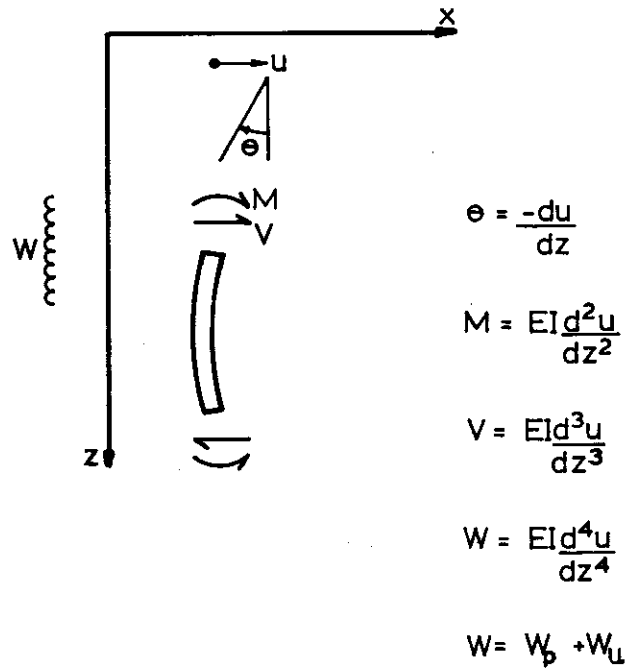 x
u
θ
M
V
W
z
θ = -du/dz
M = EI d²u/dz²
V = EI d³u/dz³
W = EI d⁴u/dz⁴
W = Wp + Wu